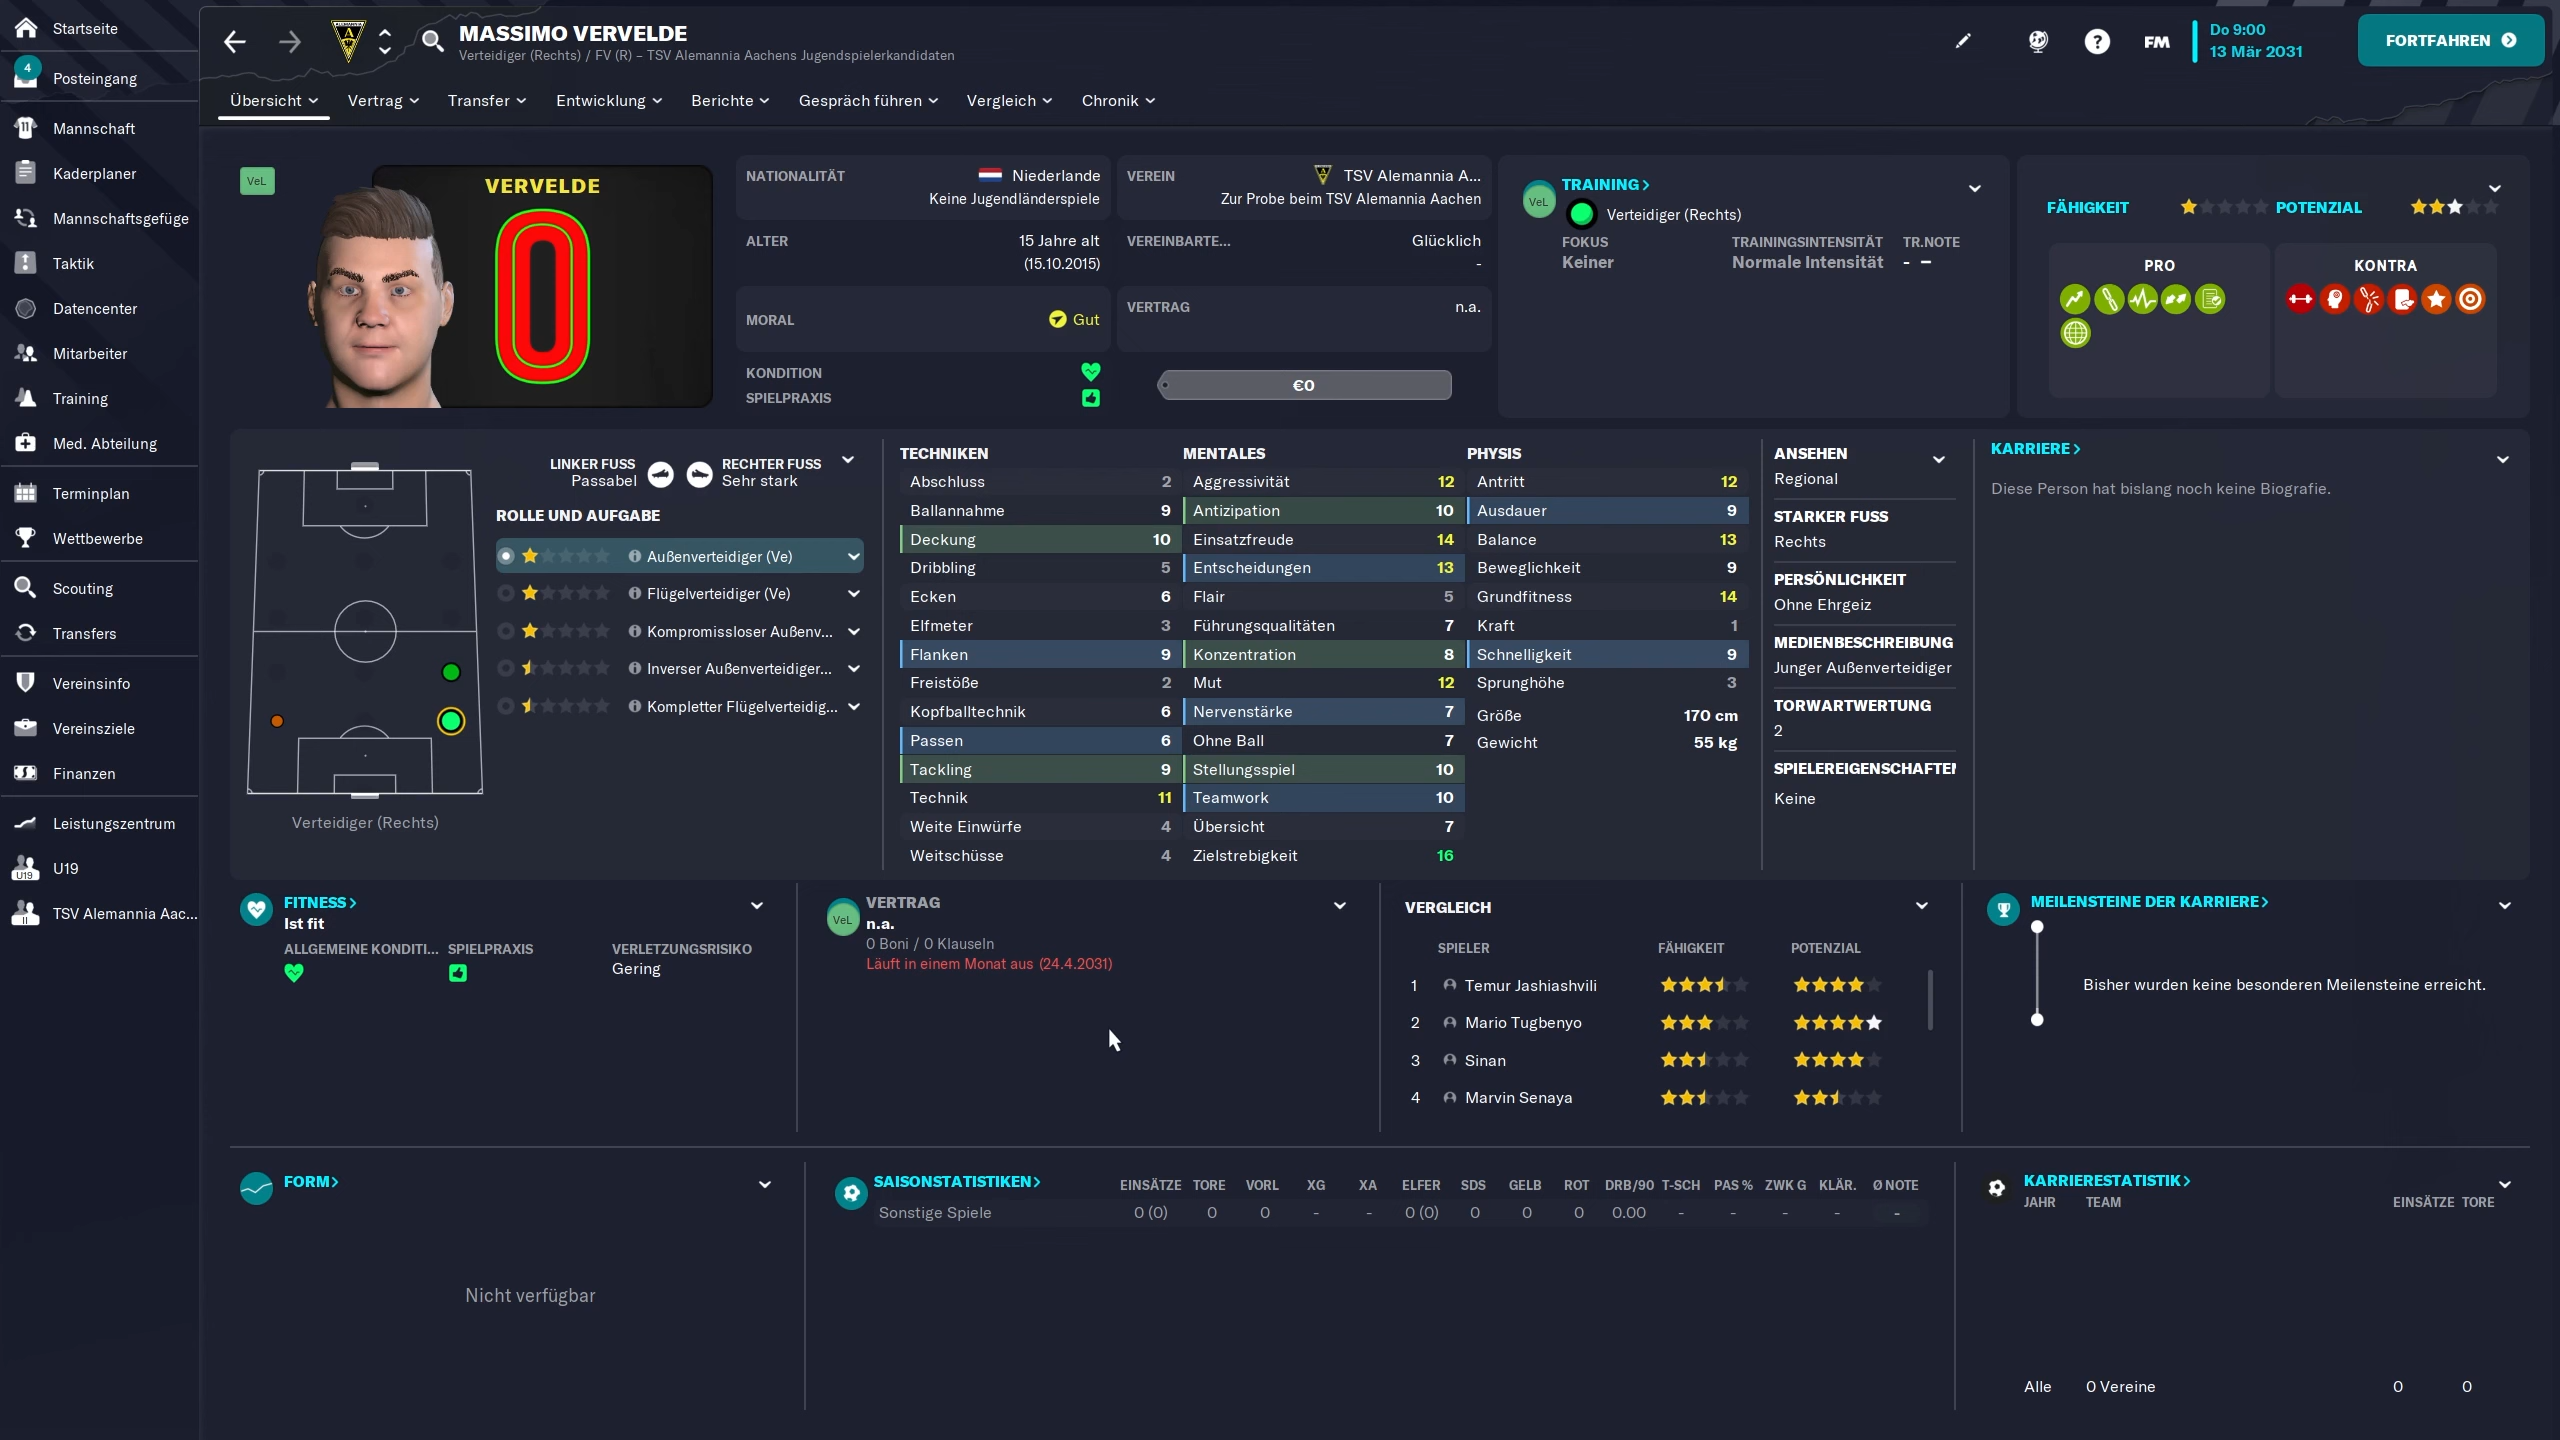 Startseite
4
Posteingang
Mannschaft
Kaderplaner
Mannschaftsgefüge
Taktik
Datencenter
Mitarbeiter
Training
Med. Abteilung
Terminplan
Wettbewerbe
Scouting
Transfers
Vereinsinfo
Vereinsziele
Finanzen
Leistungszentrum
U19
U19
TSV Alemannia Aac...
MASSIMO VERVELDE
Verteidiger (Rechts) / FV (R) – TSV Alemannia Aachens Jugendspielerkandidaten
FM
Do 9:00
13 Mär 2031
FORTFAHREN
Übersicht
Vertrag
Transfer
Entwicklung
Berichte
Gespräch führen
Vergleich
Chronik
VeL
VERVELDE
0
NATIONALITÄT
Niederlande
Keine Jugendländerspiele
ALTER
15 Jahre alt
(15.10.2015)
MORAL
Gut
KONDITION
SPIELPRAXIS
VEREIN
TSV Alemannia A...
Zur Probe beim TSV Alemannia Aachen
VEREINBARTE...
Glücklich
-
VERTRAG
n.a.
€0
VeL
TRAINING
Verteidiger (Rechts)
FOKUS
Keiner
TRAININGSINTENSITÄT
Normale Intensität
TR.NOTE
- –
FÄHIGKEIT
POTENZIAL
PRO
KONTRA
LINKER FUSS
Passabel
RECHTER FUSS
Sehr stark
ROLLE UND AUFGABE
Außenverteidiger (Ve)
Flügelverteidiger (Ve)
Kompromissloser Außenv...
Inverser Außenverteidiger...
Kompletter Flügelverteidig...
Verteidiger (Rechts)
TECHNIKEN
Abschluss 2
Ballannahme 9
Deckung 10
Dribbling 5
Ecken 6
Elfmeter 3
Flanken 9
Freistöße 2
Kopfballtechnik 6
Passen 6
Tackling 9
Technik 11
Weite Einwürfe 4
Weitschüsse 4
MENTALES
Aggressivität 12
Antizipation 10
Einsatzfreude 14
Entscheidungen 13
Flair 5
Führungsqualitäten 7
Konzentration 8
Mut 12
Nervenstärke 7
Ohne Ball 7
Stellungsspiel 10
Teamwork 10
Übersicht 7
Zielstrebigkeit 16
PHYSIS
Antritt 12
Ausdauer 9
Balance 13
Beweglichkeit 9
Grundfitness 14
Kraft 1
Schnelligkeit 9
Sprunghöhe 3
Größe 170 cm
Gewicht 55 kg
ANSEHEN
Regional
STARKER FUSS
Rechts
PERSÖNLICHKEIT
Ohne Ehrgeiz
MEDIENBESCHREIBUNG
Junger Außenverteidiger
TORWARTWERTUNG
2
SPIELEREIGENSCHAFTEN
Keine
KARRIERE
Diese Person hat bislang noch keine Biografie.
FITNESS
Ist fit
ALLGEMEINE KONDITI...
SPIELPRAXIS
VERLETZUNGSRISIKO
Gering
VeL
VERTRAG
n.a.
0 Boni / 0 Klauseln
Läuft in einem Monat aus (24.4.2031)
VERGLEICH
SPIELER FÄHIGKEIT POTENZIAL
1 Temur Jashiashvili
2 Mario Tugbenyo
3 Sinan
4 Marvin Senaya
MEILENSTEINE DER KARRIERE
Bisher wurden keine besonderen Meilensteine erreicht.
FORM
Nicht verfügbar
SAISONSTATISTIKEN
EINSÄTZE TORE VORL XG XA ELFER SDS GELB ROT DRB/90 T-SCH PAS % ZWK G KLÄR. Ø NOTE
Sonstige Spiele 0 (0) 0 0 - - 0 (0) 0 0 0 0.00 - - - - -
KARRIERESTATISTIK
JAHR TEAM EINSÄTZE TORE
Alle 0 Vereine 0 0